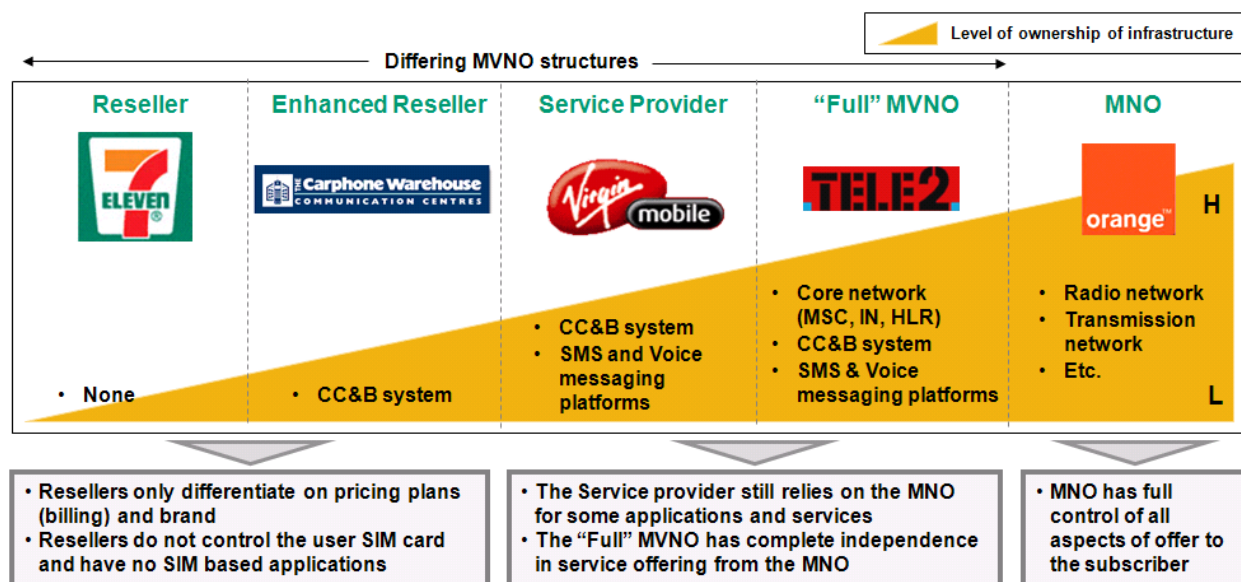 Level of ownership of infrastructure
Differing MVNO structures
Reseller
Enhanced Reseller
Service Provider
“Full” MVNO
MNO
7
ELEVEN
®
THE Carphone Warehouse
COMMUNICATION CENTRES
Virgin
mobile
TELE2
orange™
H
L
• None
• CC&B system
• CC&B system
• SMS and Voice
messaging
platforms
• Core network
(MSC, IN, HLR)
• CC&B system
• SMS & Voice
messaging platforms
• Radio network
• Transmission
network
• Etc.
• Resellers only differentiate on pricing plans
(billing) and brand
• Resellers do not control the user SIM card
and have no SIM based applications
• The Service provider still relies on the MNO
for some applications and services
• The “Full” MVNO has complete independence
in service offering from the MNO
• MNO has full
control of all
aspects of offer to
the subscriber